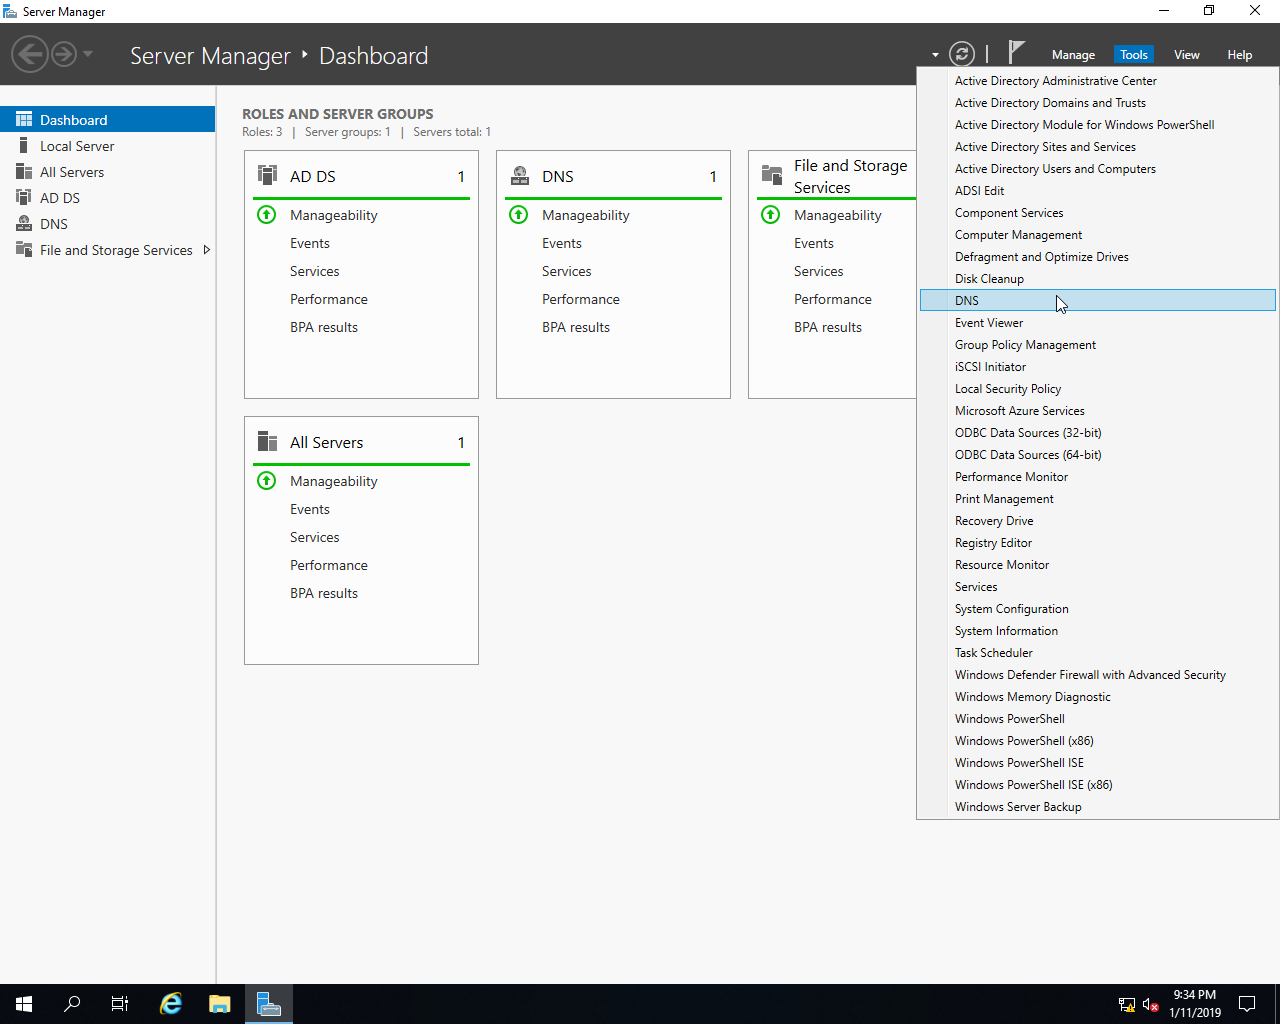 Server Manager
Server Manager ‣ Dashboard
Manage Tools View Help
Dashboard
Local Server
All Servers
AD DS
DNS
File and Storage Services
ROLES AND SERVER GROUPS
Roles: 3 | Server groups: 1 | Servers total: 1
AD DS 1
Manageability
Events
Services
Performance
BPA results
DNS 1
Manageability
Events
Services
Performance
BPA results
File and Storage
Services
Manageability
Events
Services
Performance
BPA results
All Servers 1
Manageability
Events
Services
Performance
BPA results
Active Directory Administrative Center
Active Directory Domains and Trusts
Active Directory Module for Windows PowerShell
Active Directory Sites and Services
Active Directory Users and Computers
ADSI Edit
Component Services
Computer Management
Defragment and Optimize Drives
Disk Cleanup
DNS
Event Viewer
Group Policy Management
iSCSI Initiator
Local Security Policy
Microsoft Azure Services
ODBC Data Sources (32-bit)
ODBC Data Sources (64-bit)
Performance Monitor
Print Management
Recovery Drive
Registry Editor
Resource Monitor
Services
System Configuration
System Information
Task Scheduler
Windows Defender Firewall with Advanced Security
Windows Memory Diagnostic
Windows PowerShell
Windows PowerShell (x86)
Windows PowerShell ISE
Windows PowerShell ISE (x86)
Windows Server Backup
9:34 PM
1/11/2019